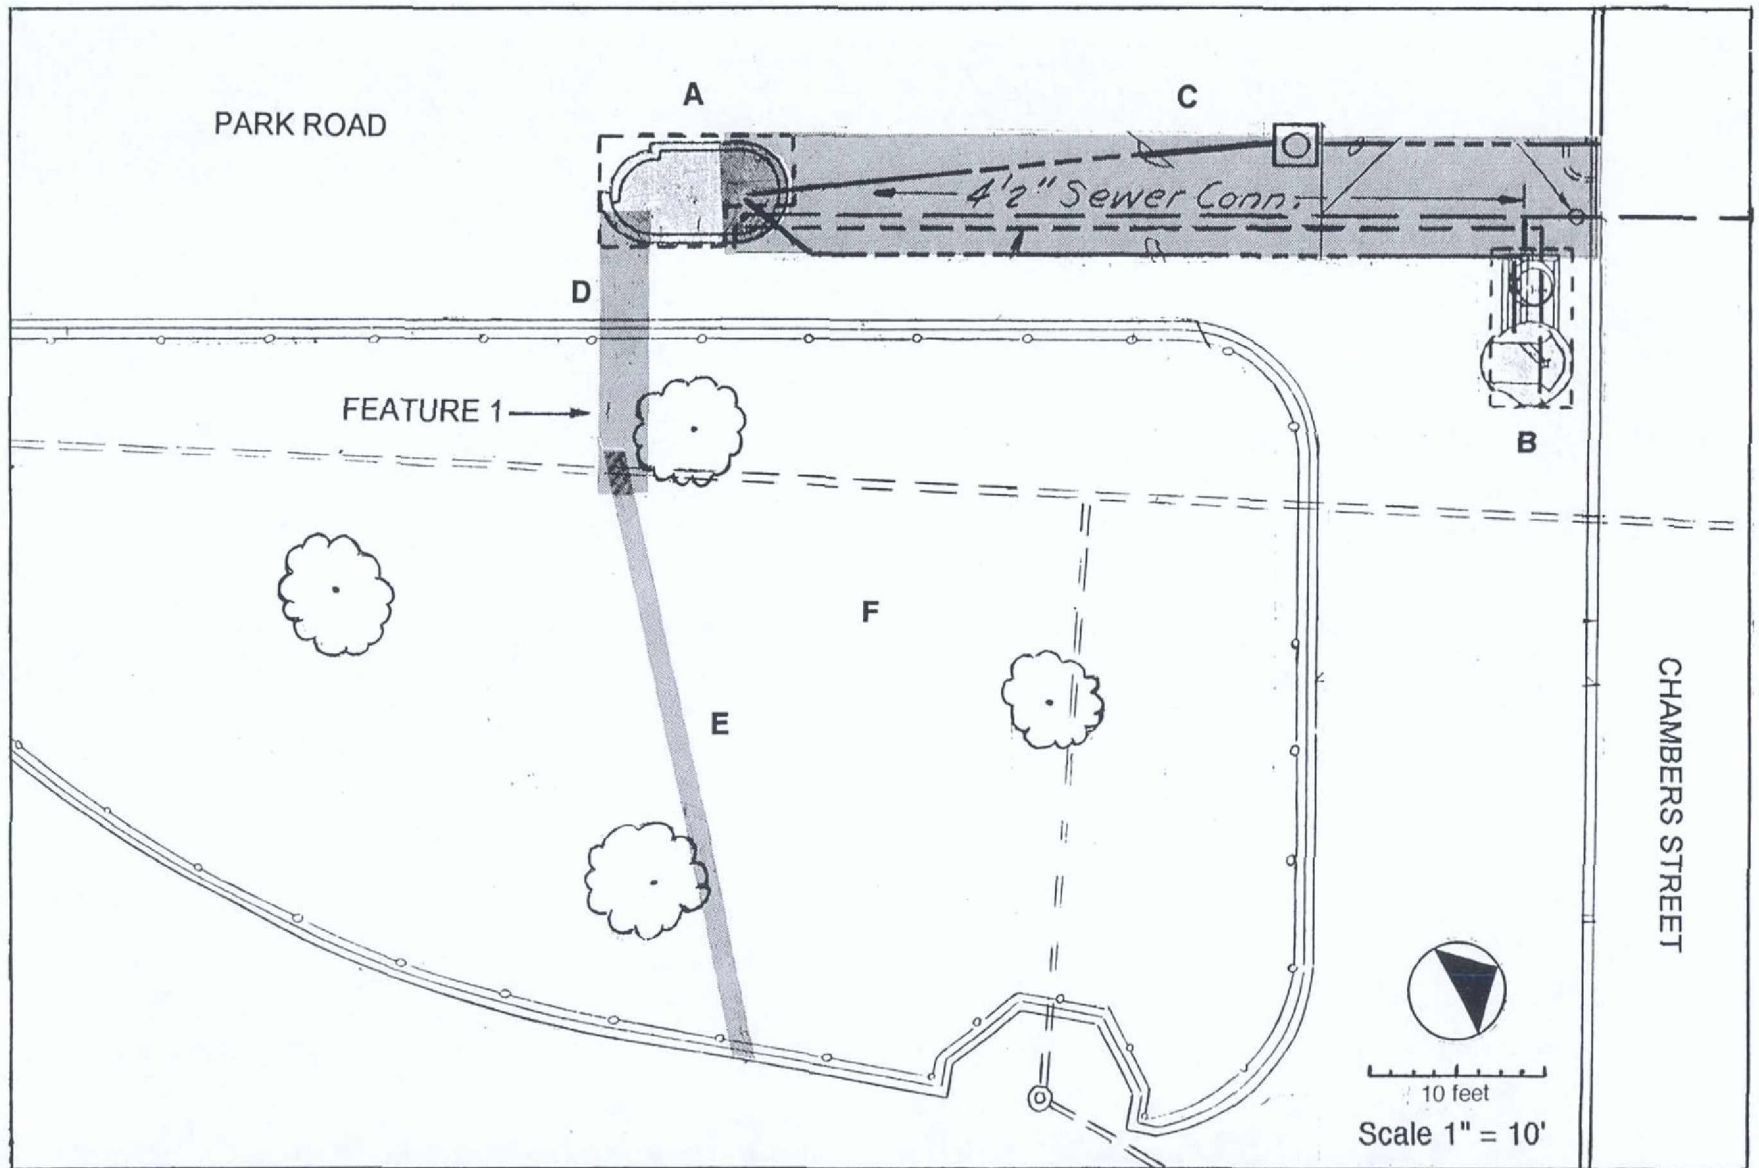 A
C
PARK ROAD
4'2" Sewer Conn.
D
FEATURE 1
B
F
E
CHAMBERS STREET
10 feet
Scale 1" = 10'